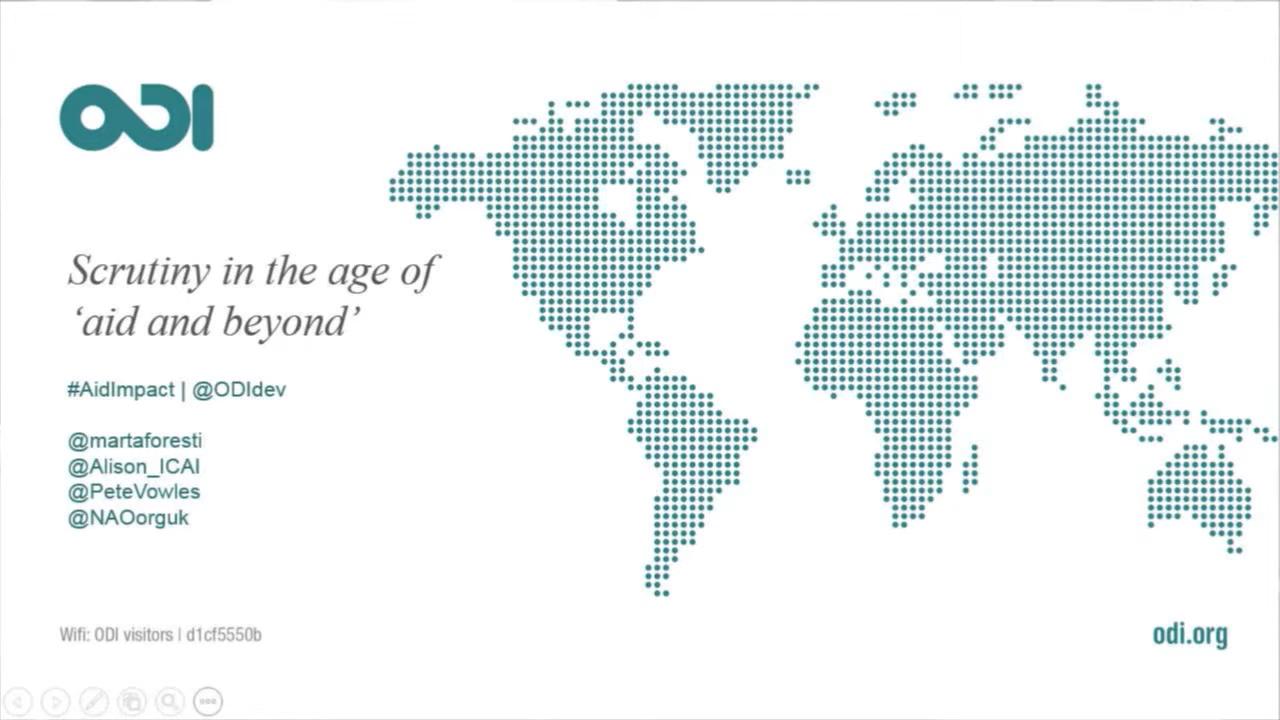 ODI
Scrutiny in the age of
‘aid and beyond’
#AidImpact | @ODIdev
@martaforesti
@Alison_ICAI
@PeteVowles
@NAOorguk
Wifi: ODI visitors | d1cf5550b
odi.org